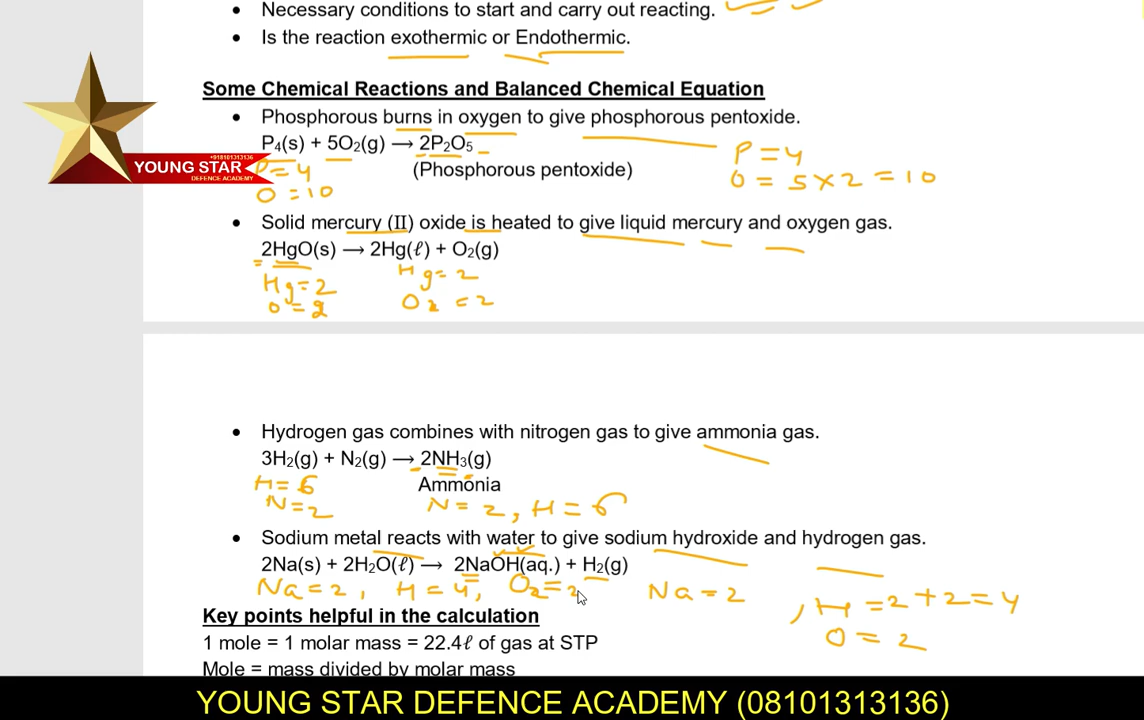 Necessary conditions to start and carry out reacting.
Is the reaction exothermic or Endothermic.
Some Chemical Reactions and Balanced Chemical Equation
• Phosphorous burns in oxygen to give phosphorous pentoxide.
P₄(s) + 5O₂(g) → 2P₂O₅
P = 4
+918101313136
YOUNG STAR
DEFENCE ACADEMY
P = 4
(Phosphorous pentoxide)
O = 5 × 2 = 10
O = 10
• Solid mercury (II) oxide is heated to give liquid mercury and oxygen gas.
2HgO(s) → 2Hg(ℓ) + O₂(g)
Hg = 2
Hg = 2
O = 2
O₂ = 2
• Hydrogen gas combines with nitrogen gas to give ammonia gas.
3H₂(g) + N₂(g) → 2NH₃(g)
H = 6
Ammonia
N = 2
N = 2, H = 6
• Sodium metal reacts with water to give sodium hydroxide and hydrogen gas.
2Na(s) + 2H₂O(ℓ) → 2NaOH(aq.) + H₂(g)
Na = 2, H = 4, O₂ = 2
Na = 2, H = 2 + 2 = 4
O = 2
Key points helpful in the calculation
1 mole = 1 molar mass = 22.4ℓ of gas at STP
Mole = mass divided by molar mass
YOUNG STAR DEFENCE ACADEMY (08101313136)